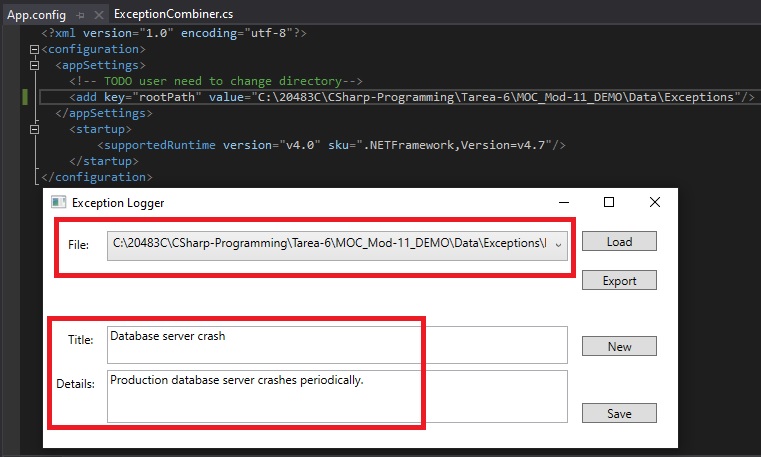 App.config ExceptionCombiner.cs
<?xml version="1.0" encoding="utf-8"?>
<configuration>
<appSettings>
<!-- TODO user need to change directory-->
<add key="rootPath" value="C:\20483C\CSharp-Programming\Tarea-6\MOC_Mod-11_DEMO\Data\Exceptions"/>
</appSettings>
<startup>
<supportedRuntime version="v4.0" sku=".NETFramework,Version=v4.7"/>
</startup>
</configuration>
Exception Logger
File: C:\20483C\CSharp-Programming\Tarea-6\MOC_Mod-11_DEMO\Data\Exceptions\ Load
Export
Title: Database server crash New
Details: Production database server crashes periodically.
Save